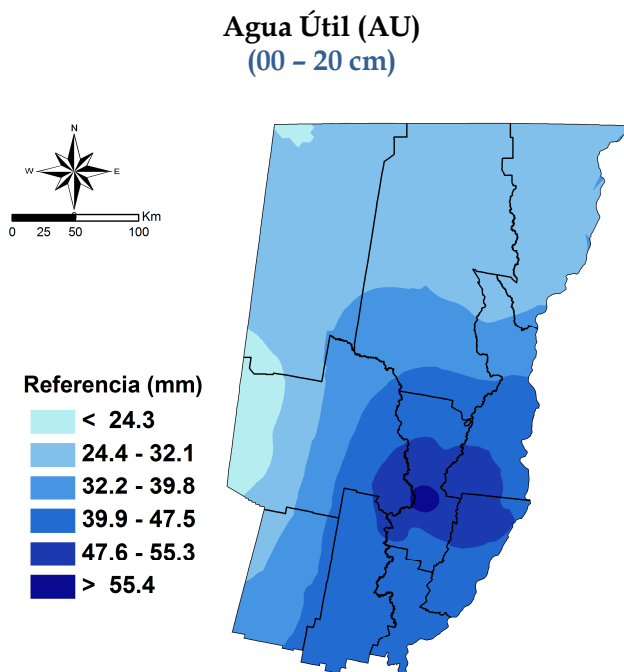 Agua Útil (AU)
(00 – 20 cm)
N
W E
S
Km
0 25 50 100
Referencia (mm)
< 24.3
24.4 - 32.1
32.2 - 39.8
39.9 - 47.5
47.6 - 55.3
> 55.4